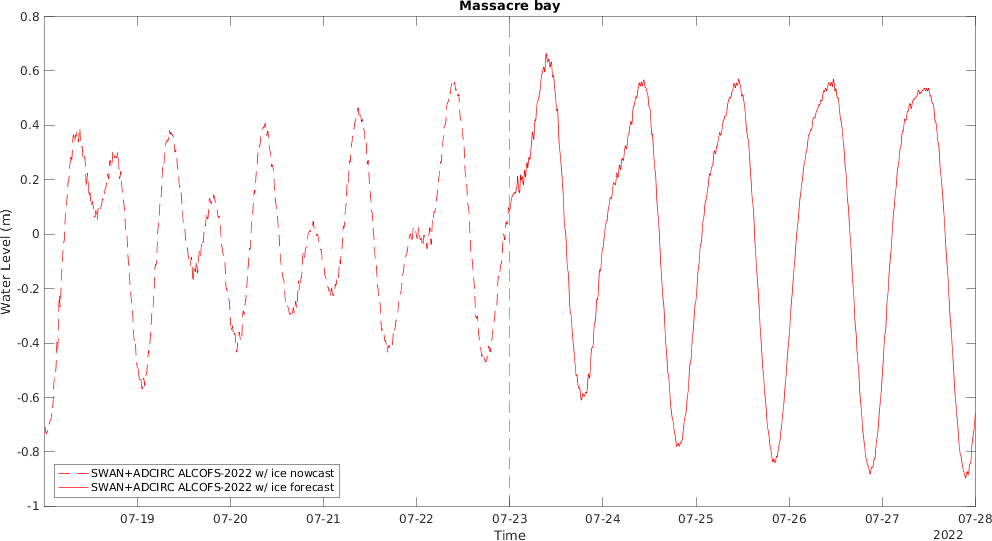 Massacre bay
0.8
0.6
0.4
0.2
0
-0.2
-0.4
-0.6
-0.8
-1
Water Level (m)
SWAN+ADCIRC ALCOFS-2022 w/ ice nowcast
SWAN+ADCIRC ALCOFS-2022 w/ ice forecast
07-19 07-20 07-21 07-22 07-23 07-24 07-25 07-26 07-27 07-28
Time
2022